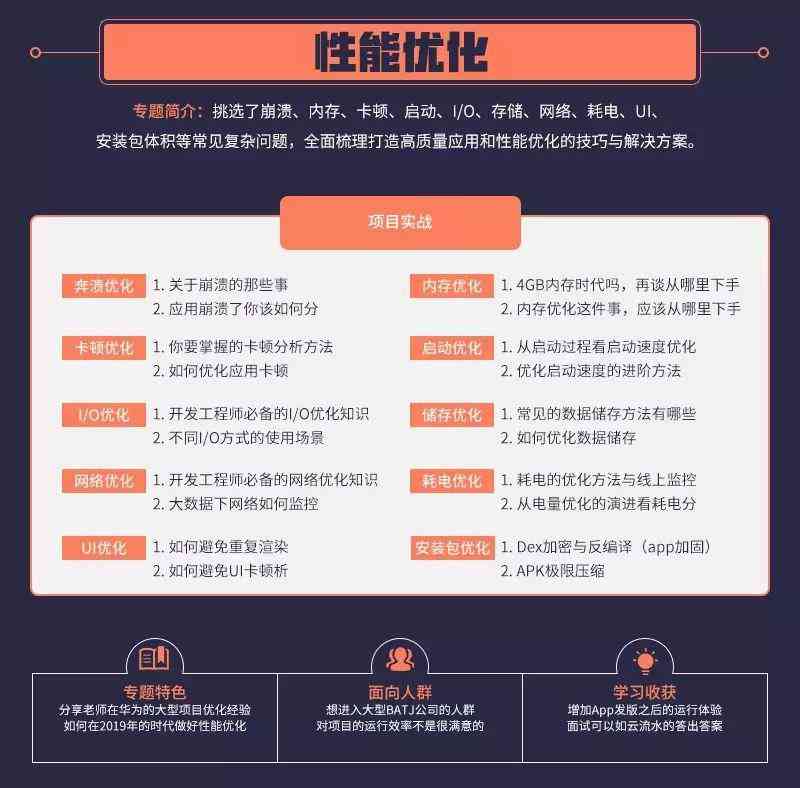 性能优化
专题简介：挑选了崩溃、内存、卡顿、启动、I/O、存储、网络、耗电、UI、
安装包体积等常见复杂问题，全面梳理打造高质量应用和性能优化的技巧与解决方案。
项目实战
奔溃优化
1. 关于崩溃的那些事
2. 应用崩溃了你该如何分
内存优化
1. 4GB内存时代吗，再谈从哪里下手
2. 内存优化这件事，应该从哪里下手
卡顿优化
1. 你要掌握的卡顿分析方法
2. 如何优化应用卡顿
启动优化
1. 从启动过程看启动速度优化
2. 优化启动速度的进阶方法
I/O优化
1. 开发工程师必备的I/O优化知识
2. 不同I/O方式的使用场景
储存优化
1. 常见的数据储存方法有哪些
2. 如何优化数据储存
网络优化
1. 开发工程师必备的网络优化知识
2. 大数据下网络如何监控
耗电优化
1. 耗电的优化方法与线上监控
2. 从电量优化的演进看耗电分
UI优化
1. 如何避免重复渲染
2. 如何避免UI卡顿析
安装包优化
1. Dex加密与反编译（app加固）
2. APK极限压缩
专题特色
分享老师在华为的大型项目优化经验
如何在2019年的时代做好性能优化
面向人群
想进入大型BATJ公司的人群
对项目的运行效率不是很满意的
学习收获
增加App发版之后的运行体验
面试可以如云流水的答出答案